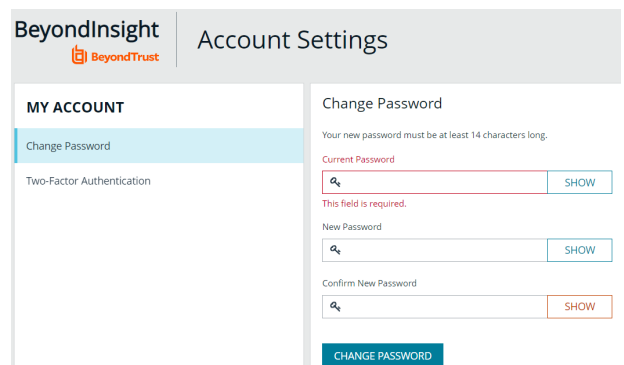 BeyondInsight
BeyondTrust
Account Settings
MY ACCOUNT
Change Password
Two-Factor Authentication
Change Password
Your new password must be at least 14 characters long.
Current Password
SHOW
This field is required.
New Password
SHOW
Confirm New Password
SHOW
CHANGE PASSWORD